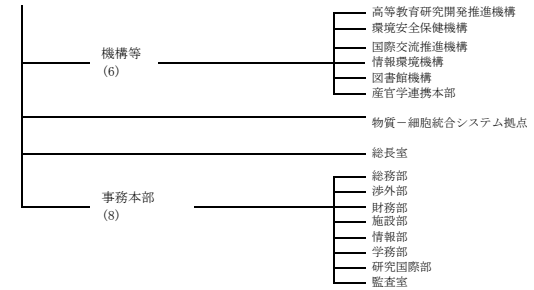 高等教育研究開発推進機構
環境安全保健機構
国際交流推進機構
機構等
(6)
情報環境機構
図書館機構
産官学連携本部
物質－細胞統合システム拠点
総長室
総務部
渉外部
事務本部
(8)
財務部
施設部
情報部
学務部
研究国際部
監査室